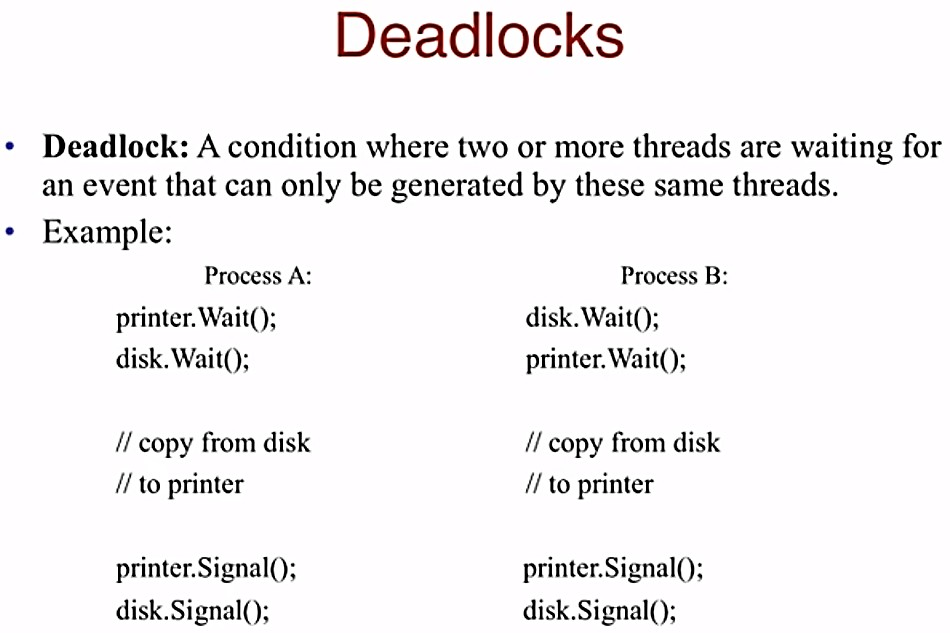 Deadlocks
• Deadlock: A condition where two or more threads are waiting for
an event that can only be generated by these same threads.
• Example:
Process A:
printer.Wait();
disk.Wait();
// copy from disk
// to printer
printer.Signal();
disk.Signal();
Process B:
disk.Wait();
printer.Wait();
// copy from disk
// to printer
printer.Signal();
disk.Signal();